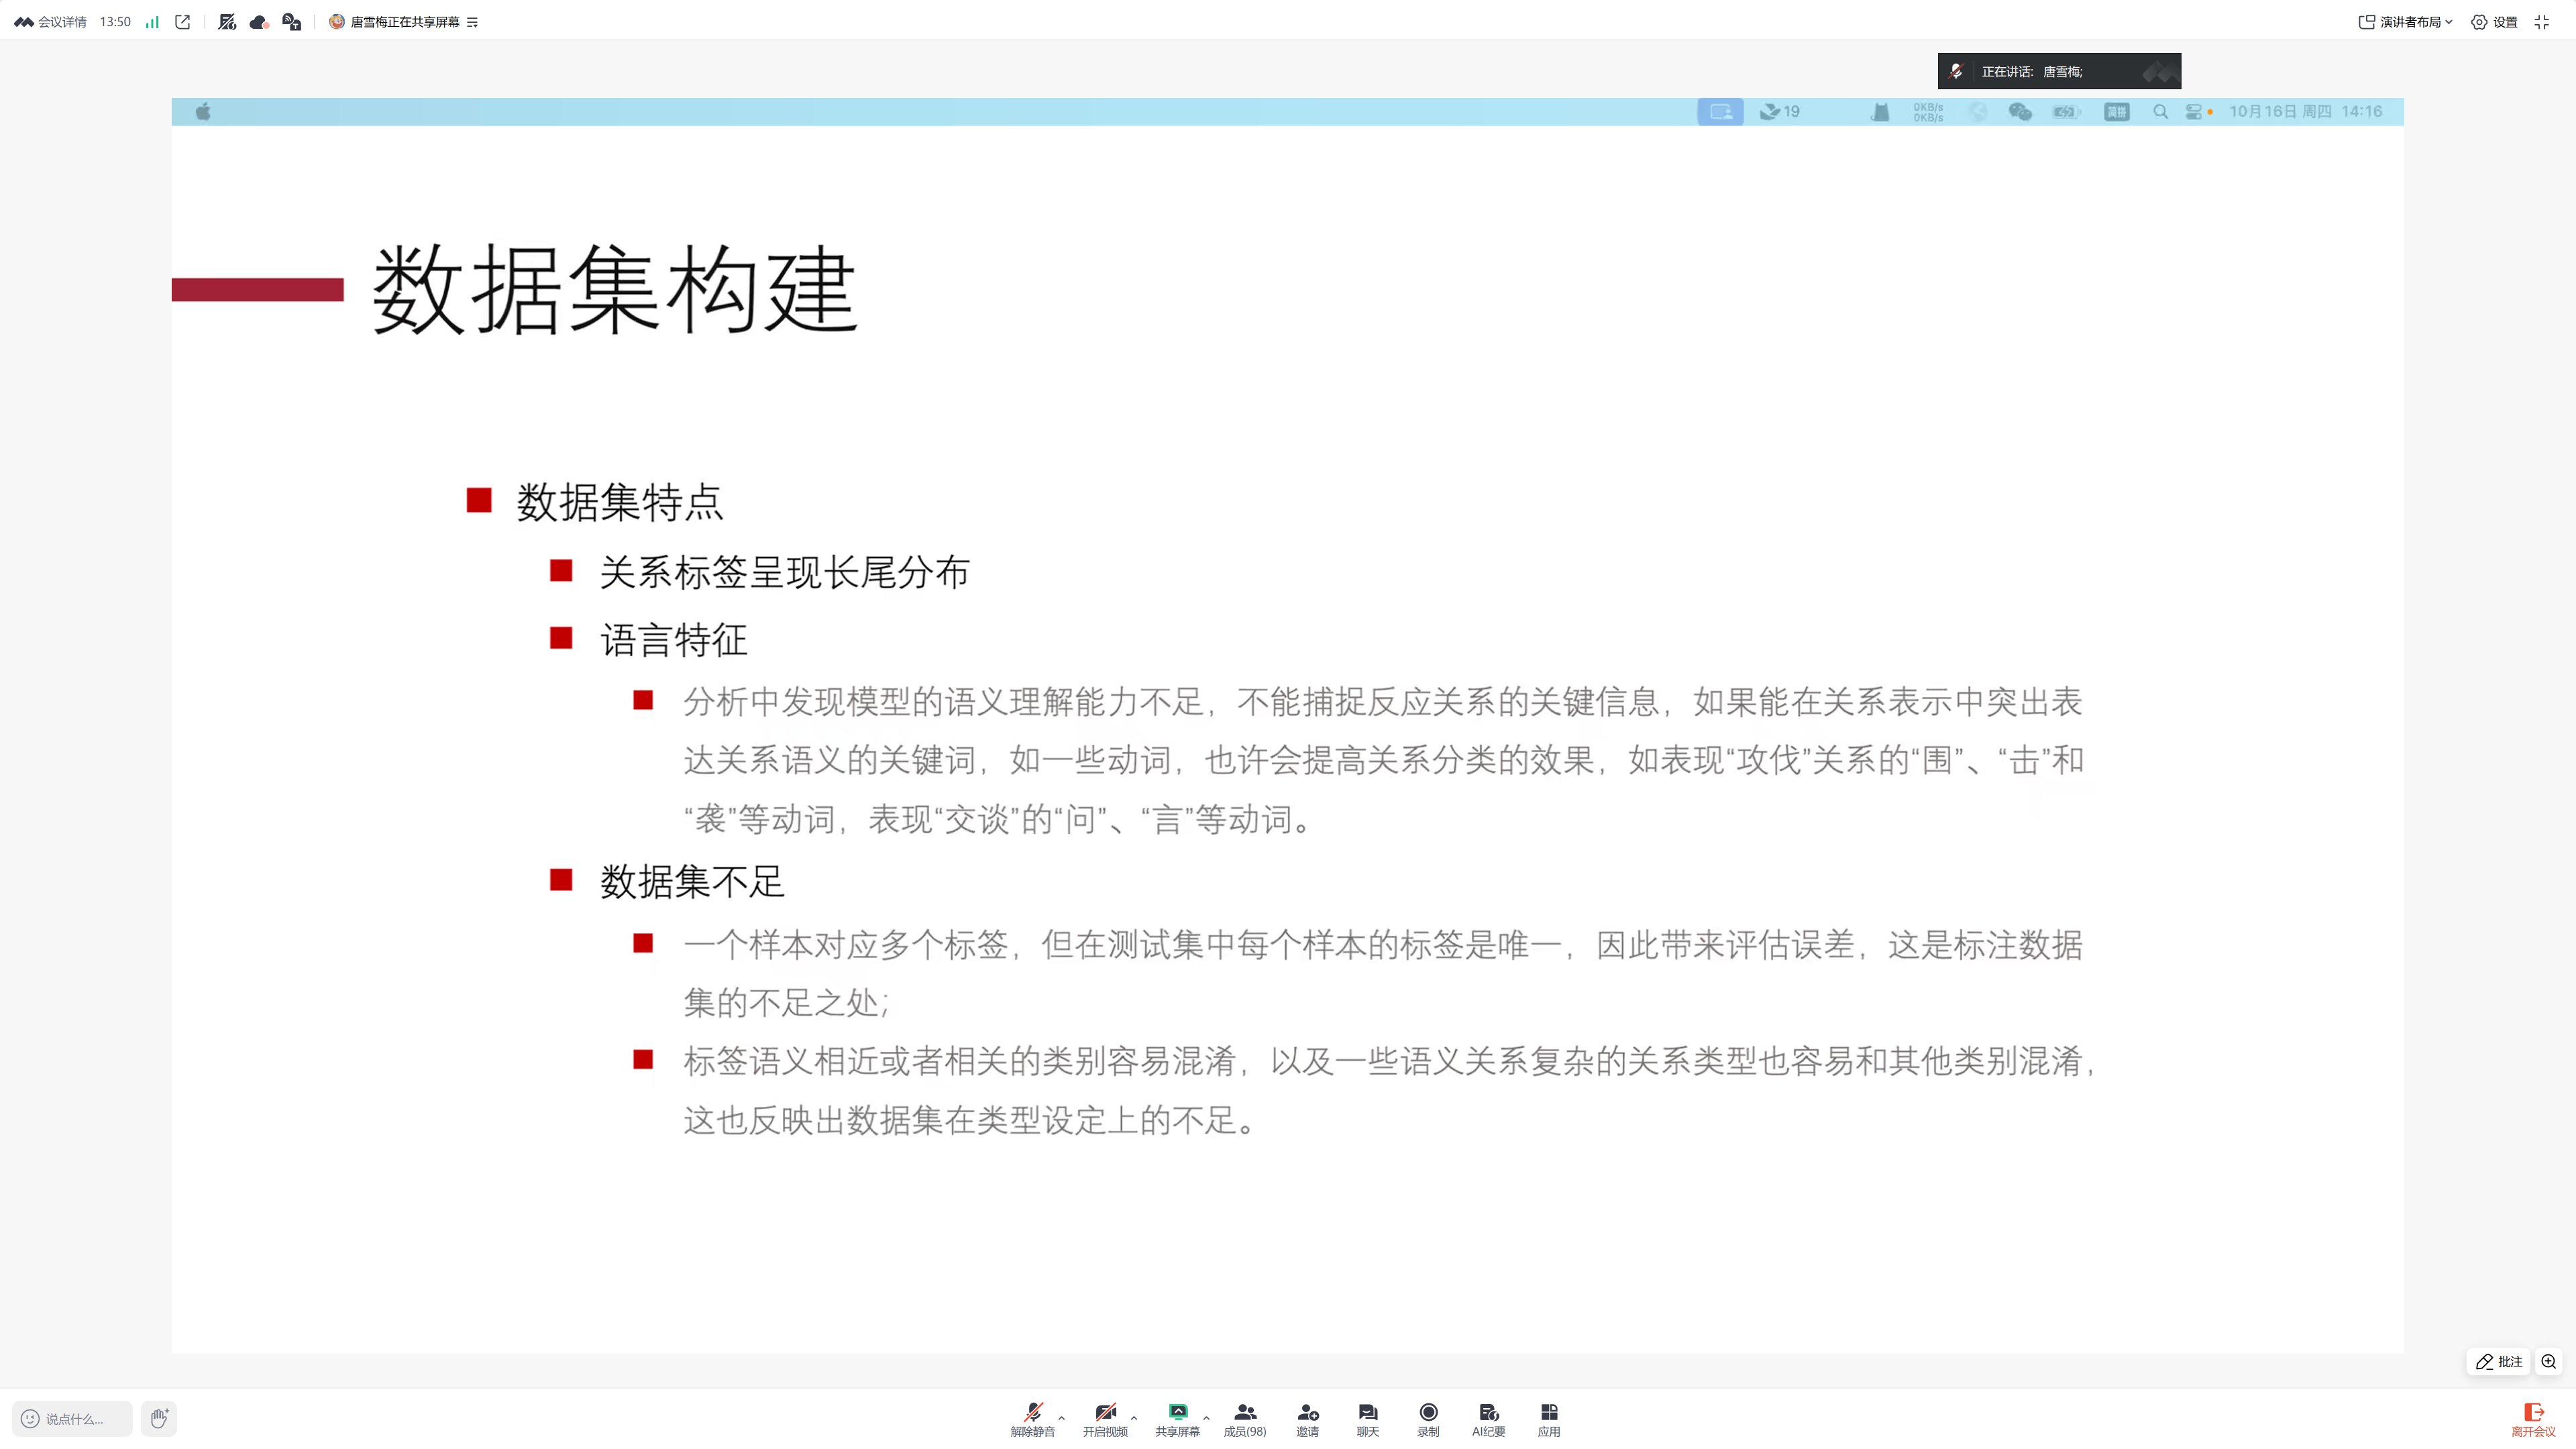 会议详情 13:50 唐雪梅正在共享屏幕 演讲者布局 设置
正在讲话: 唐雪梅;
19 0KB/s 0KB/s 简拼 10月16日 周四 14:16
数据集构建
数据集特点
关系标签呈现长尾分布
语言特征
分析中发现模型的语义理解能力不足，不能捕捉反应关系的关键信息，如果能在关系表示中突出表
达关系语义的关键词，如一些动词，也许会提高关系分类的效果，如表现“攻伐”关系的“围”、“击”和
“袭”等动词，表现“交谈”的“问”、“言”等动词。
数据集不足
一个样本对应多个标签，但在测试集中每个样本的标签是唯一，因此带来评估误差，这是标注数据
集的不足之处；
标签语义相近或者相关的类别容易混淆，以及一些语义关系复杂的关系类型也容易和其他类别混淆，
这也反映出数据集在类型设定上的不足。
批注
说点什么... 解除静音 开启视频 共享屏幕 成员(98) 邀请 聊天 录制 AI纪要 应用 离开会议